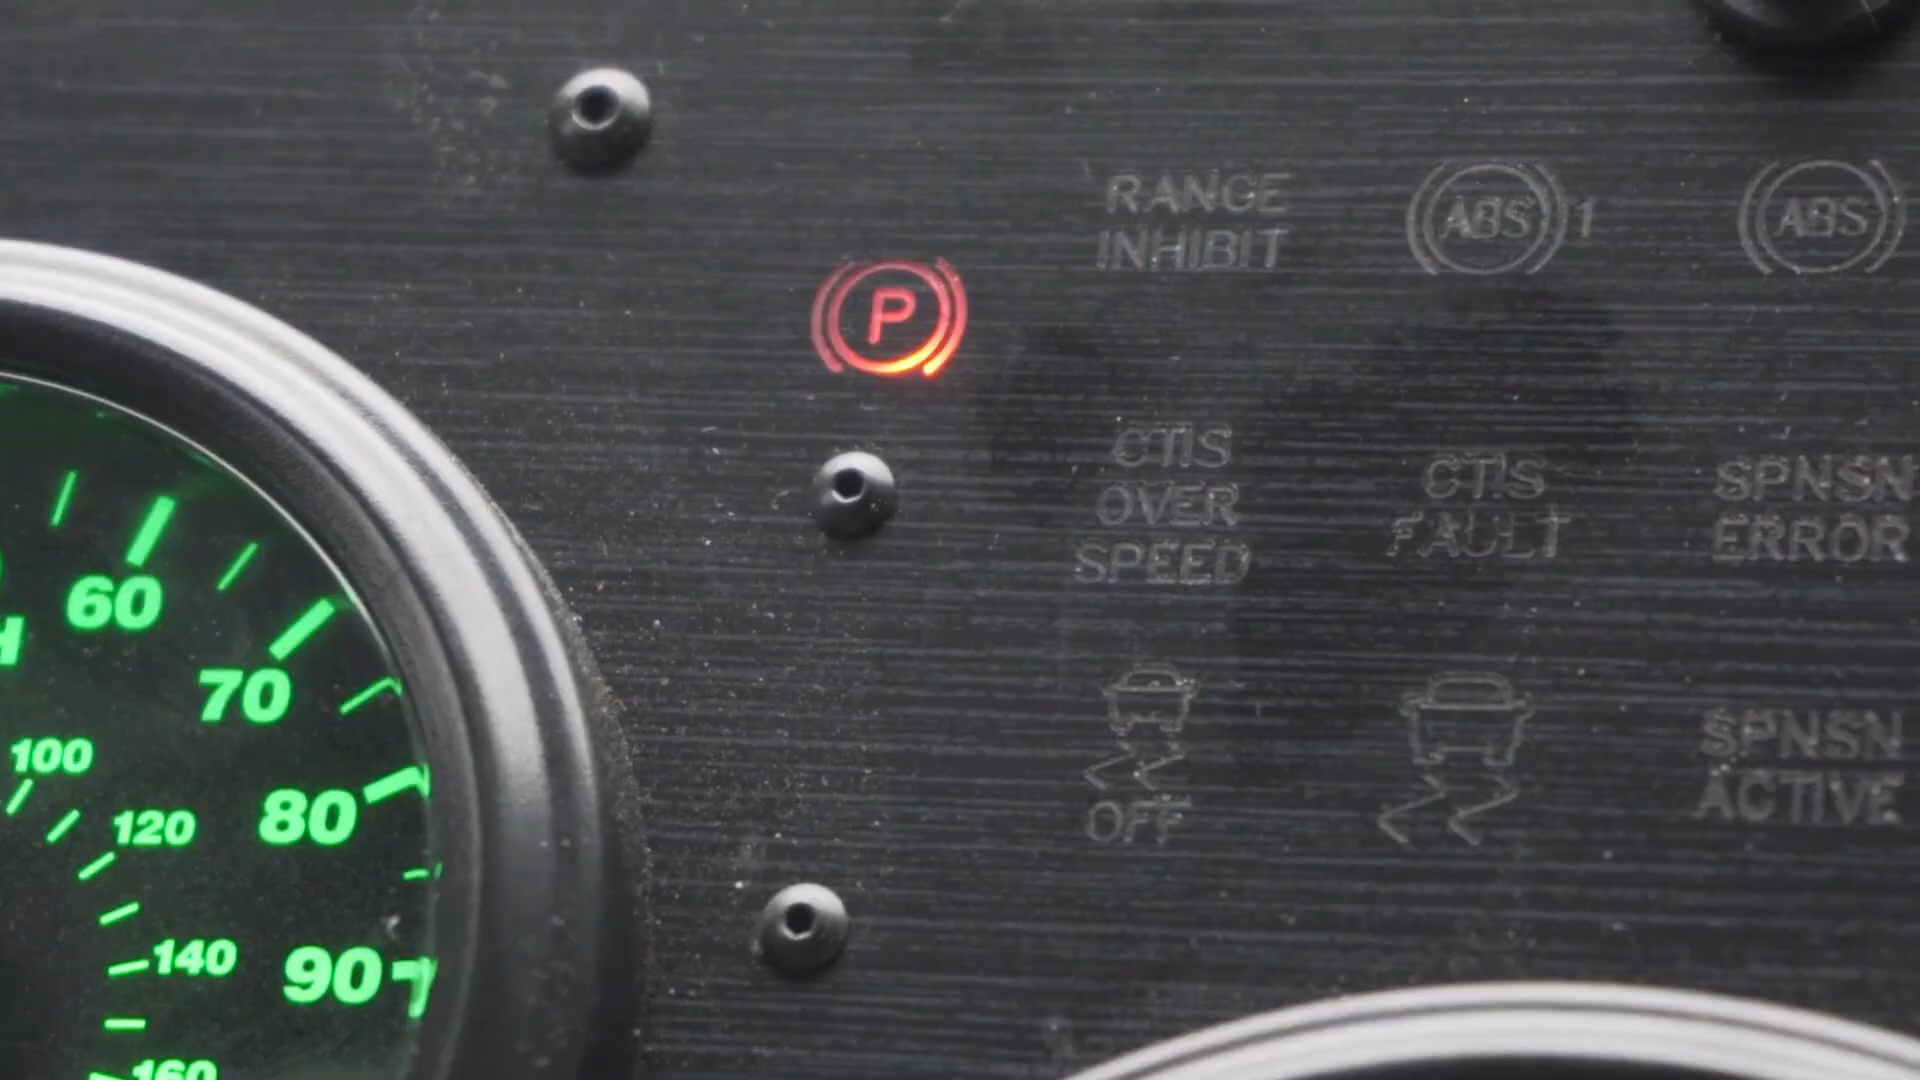 RANGE
INHIBIT
ABS 1
ABS
P
CTIS
OVER
SPEED
CTIS
FAULT
SPNSN
ERROR
OFF
SPNSN
ACTIVE
60
70
80
90
100
120
140
160
H